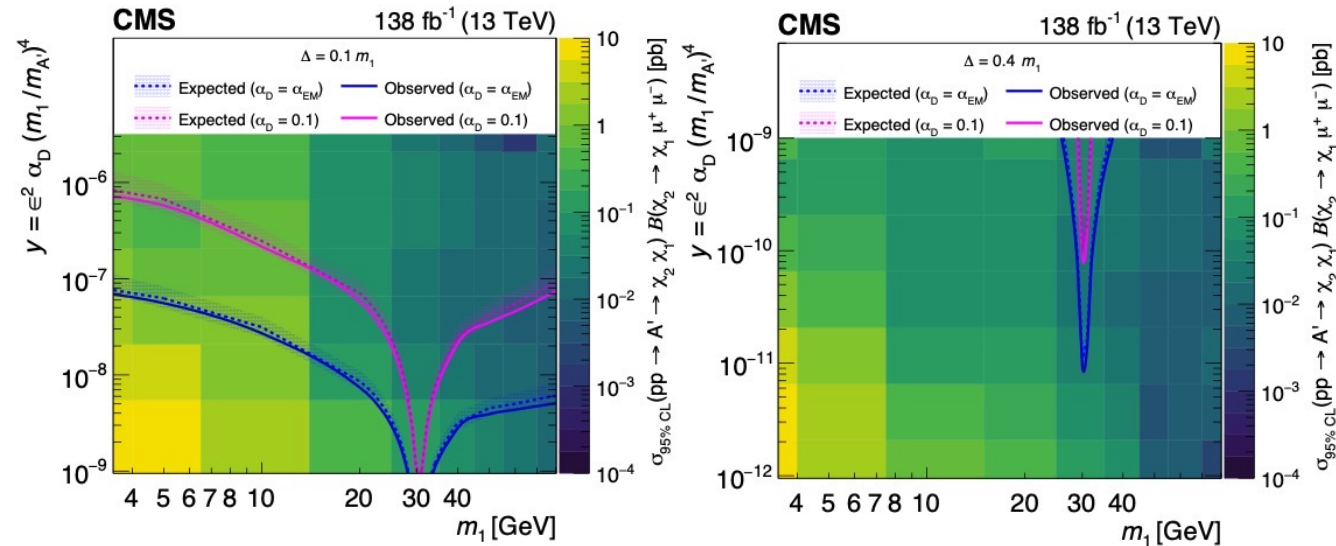 CMS
138 fb⁻¹ (13 TeV)
Δ = 0.1 m₁
Expected (α_D = α_EM)
Observed (α_D = α_EM)
Expected (α_D = 0.1)
Observed (α_D = 0.1)
y = ϵ² α_D (m₁/m_A')⁴
10⁻⁶
10⁻⁷
10⁻⁸
10⁻⁹
4 5 6 7 8 10 20 30 40
m₁ [GeV]
10
1
10⁻¹
10⁻²
10⁻³
10⁻⁴
σ_95% CL (pp → A' → χ₂ χ₁) B(χ₂ → χ₁ μ⁺ μ⁻) [pb]
CMS
138 fb⁻¹ (13 TeV)
Δ = 0.4 m₁
Expected (α_D = α_EM)
Observed (α_D = α_EM)
Expected (α_D = 0.1)
Observed (α_D = 0.1)
y = ϵ² α_D (m₁/m_A')⁴
10⁻⁹
10⁻¹⁰
10⁻¹¹
10⁻¹²
4 5 6 7 8 10 20 30 40
m₁ [GeV]
10
1
10⁻¹
10⁻²
10⁻³
10⁻⁴
σ_95% CL (pp → A' → χ₂ χ₁) B(χ₂ → χ₁ μ⁺ μ⁻) [pb]